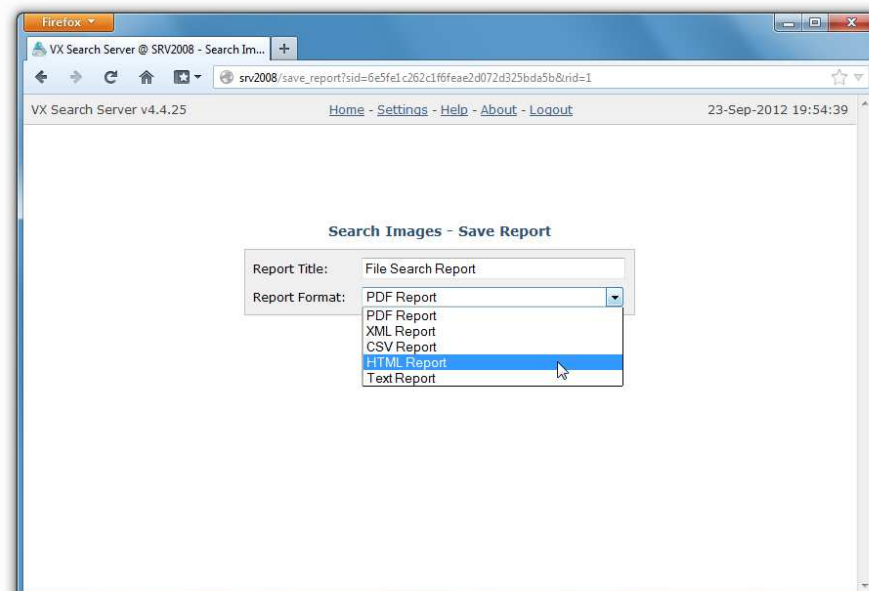 Firefox
VX Search Server @ SRV2008 - Search Im...
srv2008/save_report?sid=6e5fe1c262c1f6feae2d072d325bda5b&rid=1
VX Search Server v4.4.25 Home - Settings - Help - About - Logout 23-Sep-2012 19:54:39
Search Images - Save Report
Report Title: File Search Report
Report Format: PDF Report
PDF Report
XML Report
CSV Report
HTML Report
Text Report